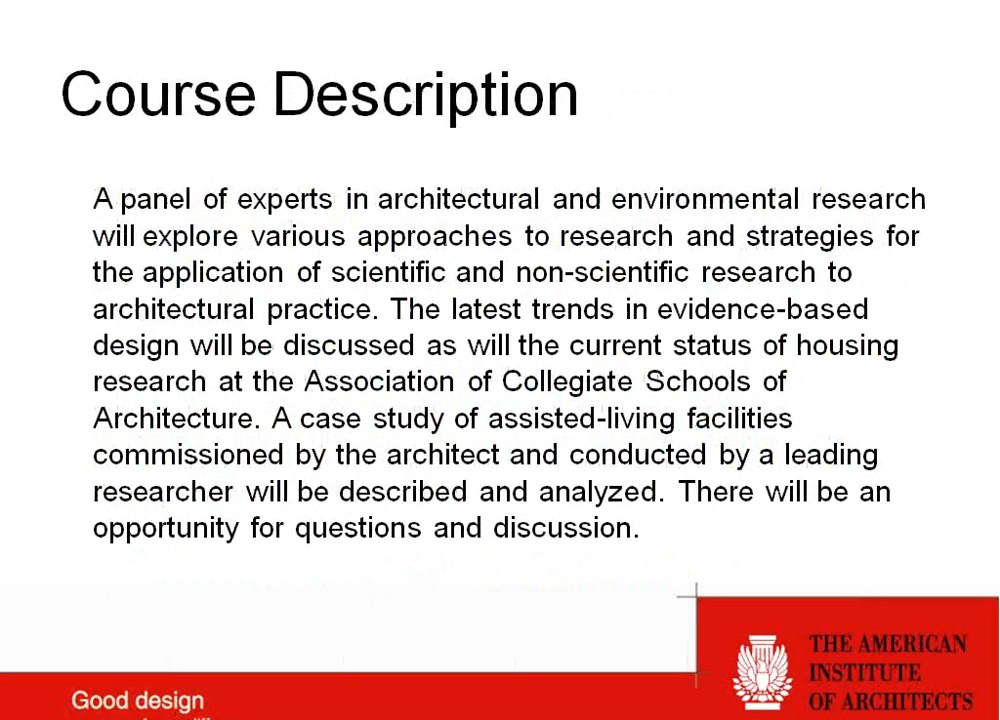 Course Description
A panel of experts in architectural and environmental research
will explore various approaches to research and strategies for
the application of scientific and non-scientific research to
architectural practice. The latest trends in evidence-based
design will be discussed as will the current status of housing
research at the Association of Collegiate Schools of
Architecture. A case study of assisted-living facilities
commissioned by the architect and conducted by a leading
researcher will be described and analyzed. There will be an
opportunity for questions and discussion.
THE AMERICAN
INSTITUTE
OF ARCHITECTS
Good design